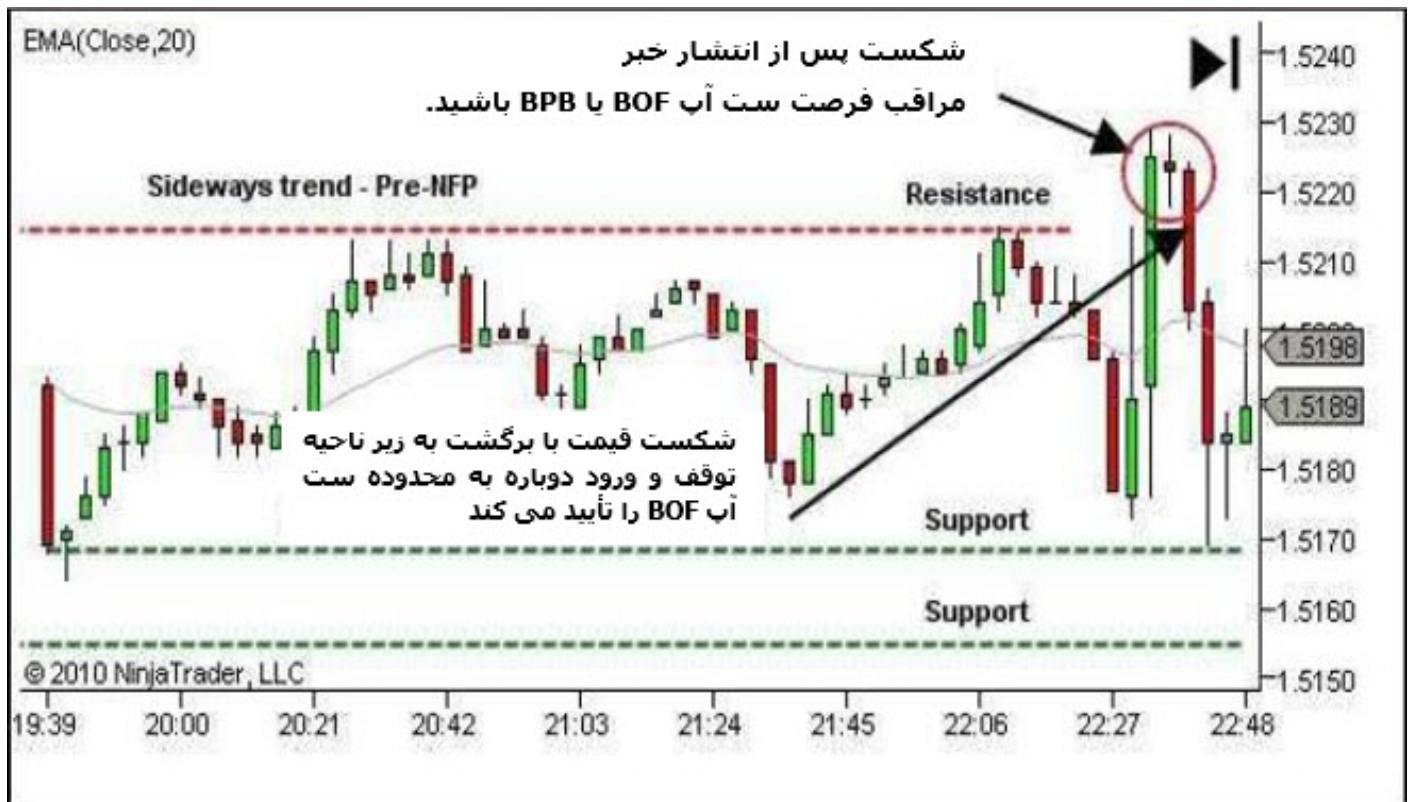 EMA(Close,20)
شکست پس از انتشار خبر
مراقب فرصت ست آپ BOF یا BPB باشید.
Sideways trend - Pre-NFP
Resistance
شکست قیمت با برگشت به زیر ناحیه
توقف و ورود دوباره به محدوده ست
آپ BOF را تأیید می کند
Support
Support
© 2010 NinjaTrader, LLC
1.5240
1.5230
1.5220
1.5210
1.5198
1.5189
1.5180
1.5170
1.5160
1.5150
19:39 20:00 20:21 20:42 21:03 21:24 21:45 22:06 22:27 22:48